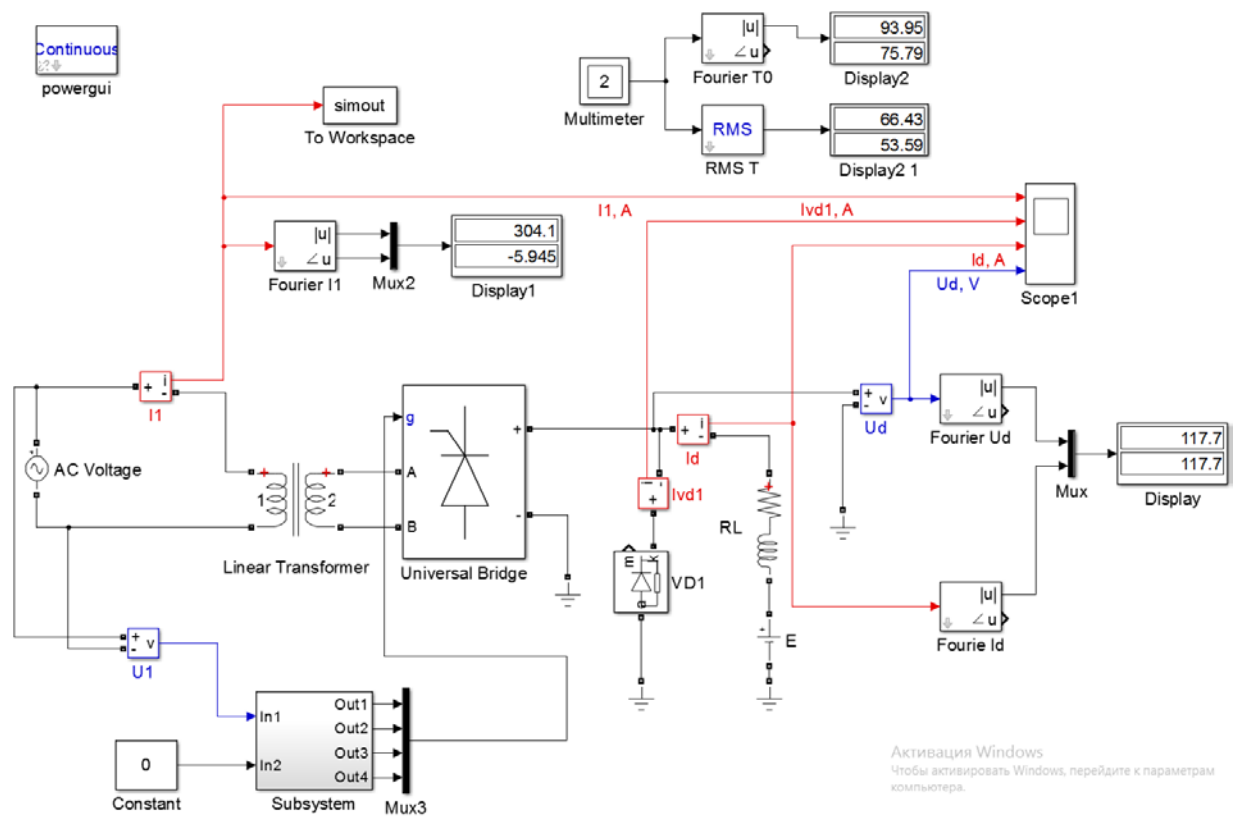 Continuous
powergui
simout
To Workspace
2
Multimeter
|u|
∠u
Fourier T0
93.95
75.79
Display2
RMS
RMS T
66.43
53.59
Display2 1
I1, A
Ivd1, A
Id, A
Ud, V
Scope1
|u|
∠u
Fourier I1
Mux2
304.1
-5.945
Display1
+
-
i
I1
AC Voltage
+
1
+
2
Linear Transformer
g
A
B
+
-
Universal Bridge
+
-
i
Id
i
-
+
Ivd1
m
k
a
VD1
RL
+
E
+
-
v
Ud
|u|
∠u
Fourier Ud
Mux
117.7
117.7
Display
|u|
∠u
Fourie Id
+
-
v
U1
0
Constant
In1
In2
Out1
Out2
Out3
Out4
Subsystem
Mux3
Активация Windows
Чтобы активировать Windows, перейдите к параметрам
компьютера.